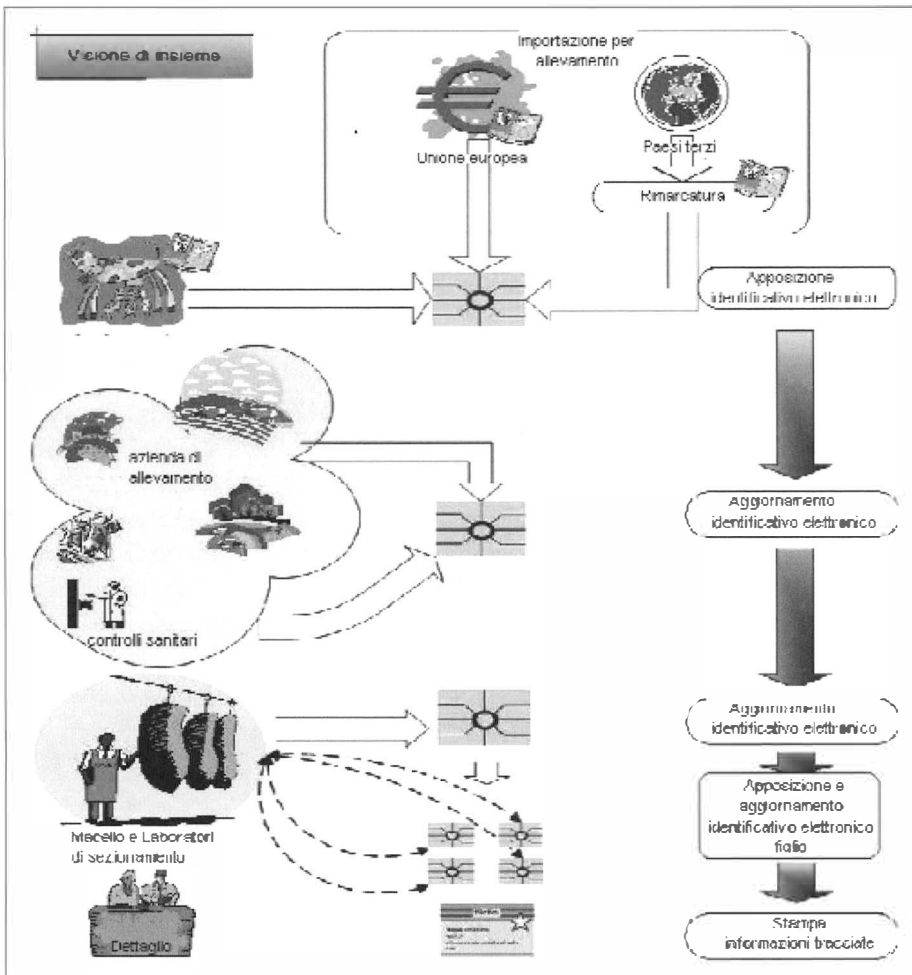 Visione di insieme
Importazione per
allevamento
Unione europea
Paesi terzi
Rimarcatura
Apposizione
identificativo elettronico
azienda di
allevamento
Aggiornamento
identificativo elettronico
controlli sanitari
Aggiornamento
identificativo elettronico
Apposizione e
aggiornamento
identificativo elettronico
figlio
Macello e Laboratori
di sezionamento
Dettaglio
Stampa
informazioni tracciate